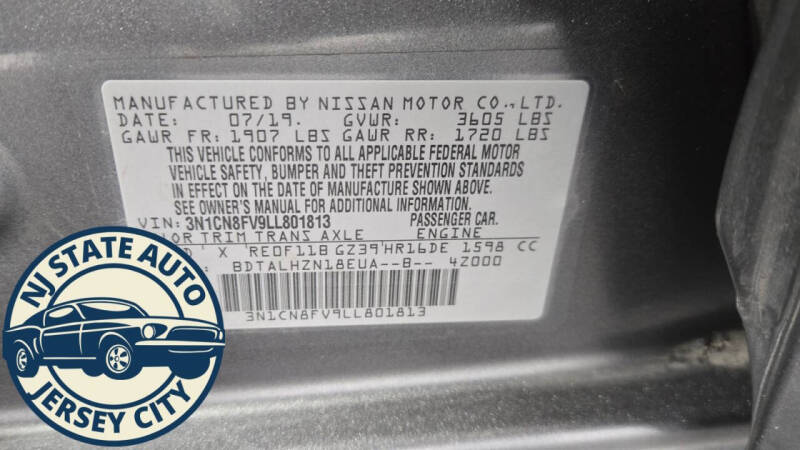 MANUFACTURED BY NISSAN MOTOR CO., LTD.
DATE: 07/19. GVWR: 3605 LBS
GAWR FR: 1907 LBS GAWR RR: 1720 LBS
THIS VEHICLE CONFORMS TO ALL APPLICABLE FEDERAL MOTOR
VEHICLE SAFETY, BUMPER AND THEFT PREVENTION STANDARDS
IN EFFECT ON THE DATE OF MANUFACTURE SHOWN ABOVE.
SEE OWNER'S MANUAL FOR ADDITIONAL INFORMATION.
VIN: 3N1CN8FV9LL801813 PASSENGER CAR.
OR TRIM TRANS AXLE ENGINE
X RE0F11B GZ39 HR16DE 1598 CC
BDTALHZN18EUA--B-- 4Z000
3N1CN8FV9LL801813
NJ STATE AUTO
JERSEY CITY